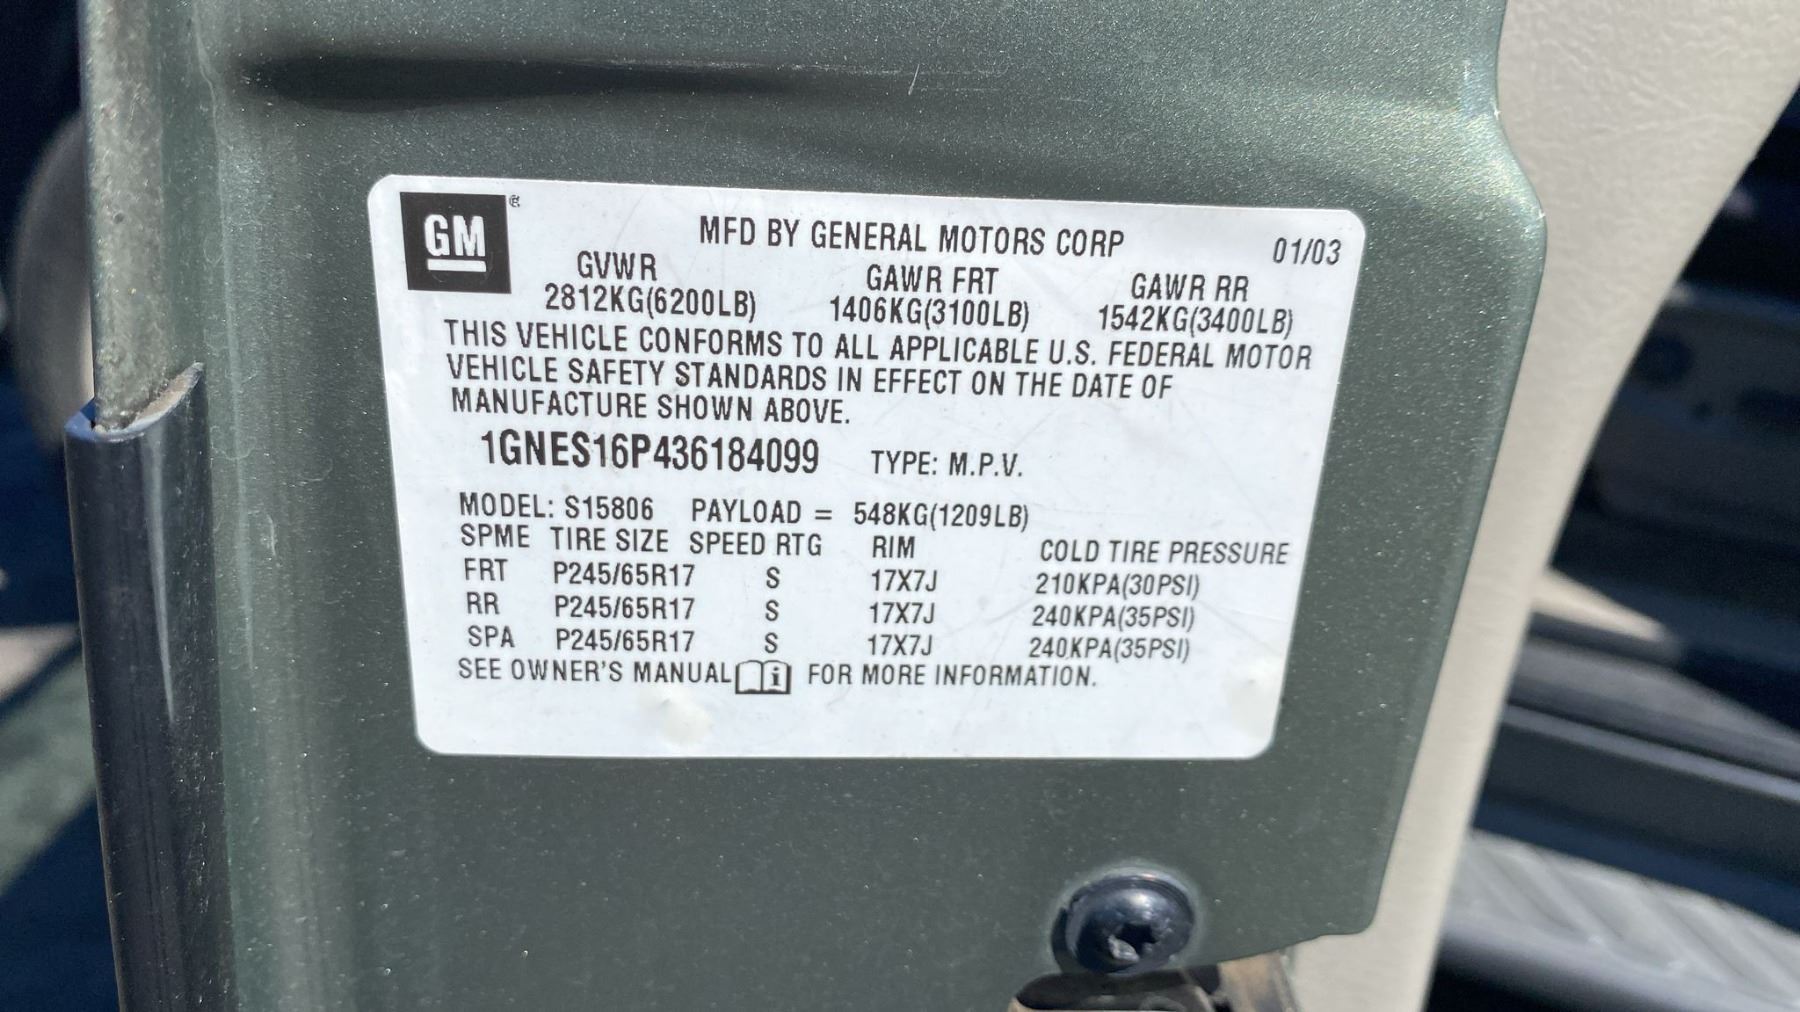 GM
MFD BY GENERAL MOTORS CORP 01/03
GVWR GAWR FRT GAWR RR
2812KG(6200LB) 1406KG(3100LB) 1542KG(3400LB)
THIS VEHICLE CONFORMS TO ALL APPLICABLE U.S. FEDERAL MOTOR
VEHICLE SAFETY STANDARDS IN EFFECT ON THE DATE OF
MANUFACTURE SHOWN ABOVE.
1GNES16P436184099 TYPE: M.P.V.
MODEL: S15806 PAYLOAD = 548KG(1209LB)
SPME TIRE SIZE SPEED RTG RIM COLD TIRE PRESSURE
FRT P245/65R17 S 17X7J 210KPA(30PSI)
RR P245/65R17 S 17X7J 240KPA(35PSI)
SPA P245/65R17 S 17X7J 240KPA(35PSI)
SEE OWNER'S MANUAL i FOR MORE INFORMATION.